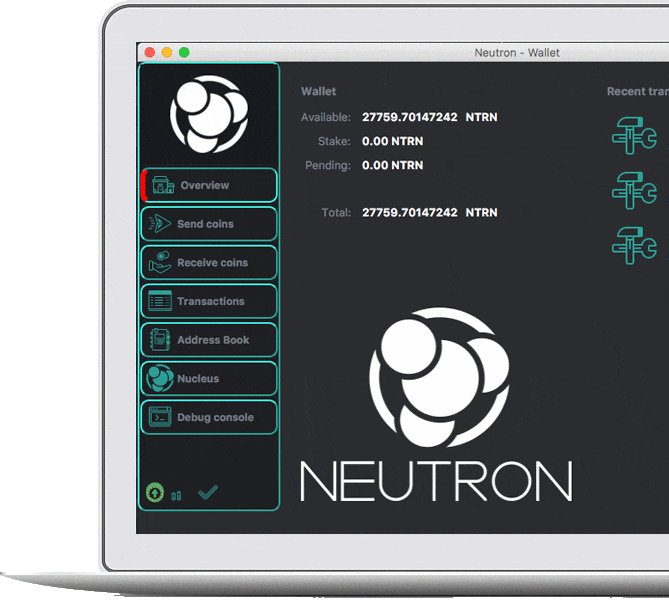 Neutron - Wallet
Overview
Send coins
Receive coins
Transactions
Address Book
Nucleus
Debug console
Wallet
Available: 27759.70147242 NTRN
Stake: 0.00 NTRN
Pending: 0.00 NTRN
Total: 27759.70147242 NTRN
Recent tran
NEUTRON